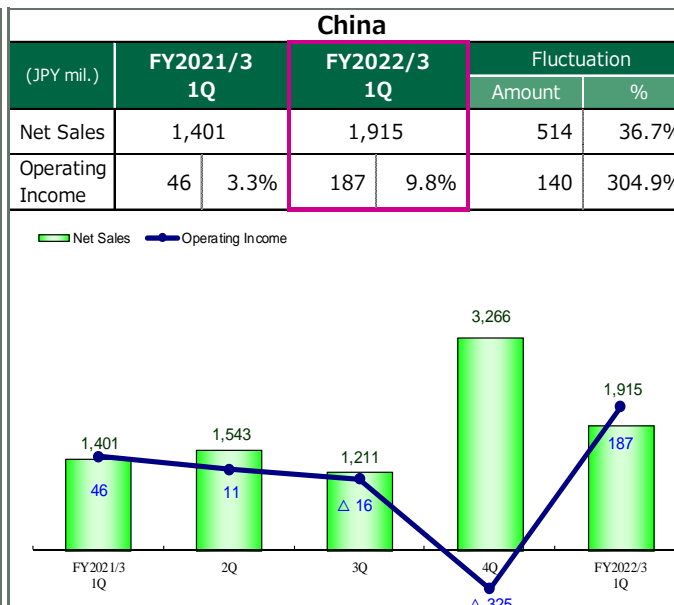 China
(JPY mil.) FY2021/3 1Q FY2022/3 1Q Fluctuation
Amount %
Net Sales 1,401 1,915 514 36.7%
Operating Income 46 3.3% 187 9.8% 140 304.9%
Net Sales Operating Income
3,266
1,915
1,543
1,401
1,211
187
46 11 △ 16
FY2021/3 1Q 2Q 3Q 4Q FY2022/3 1Q
△ 325